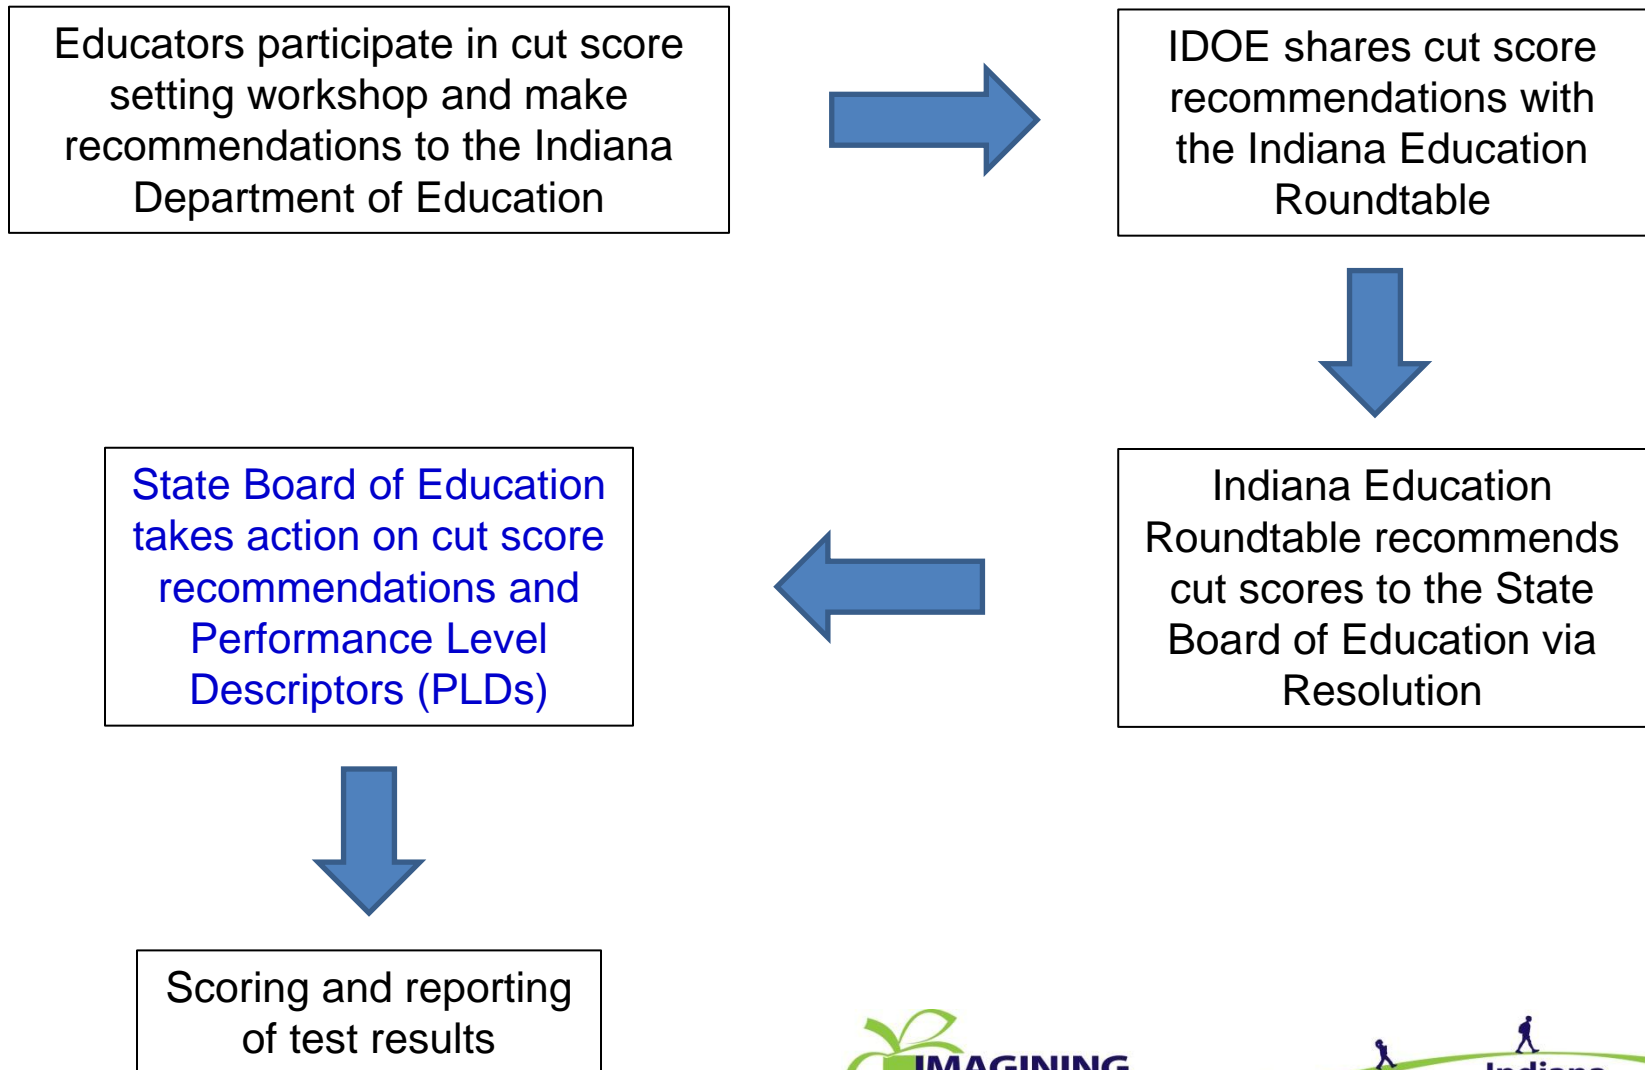 Educators participate in cut score
setting workshop and make
recommendations to the Indiana
Department of Education
IDOE shares cut score
recommendations with
the Indiana Education
Roundtable
Indiana Education
Roundtable recommends
cut scores to the State
Board of Education via
Resolution
State Board of Education
takes action on cut score
recommendations and
Performance Level
Descriptors (PLDs)
Scoring and reporting
of test results
IMAGINING
Indiana